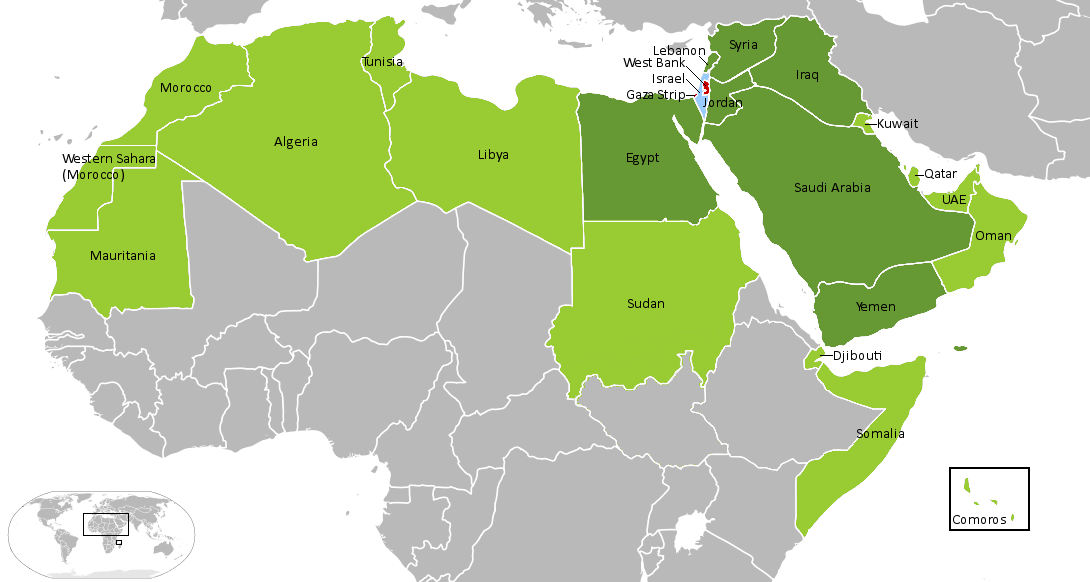 Tunisia
Morocco
Algeria
Libya
Egypt
Western Sahara
(Morocco)
Mauritania
Sudan
Lebanon
West Bank
Israel
Gaza Strip
Syria
Iraq
Jordan
Kuwait
Saudi Arabia
Qatar
UAE
Oman
Yemen
Djibouti
Somalia
Comoros